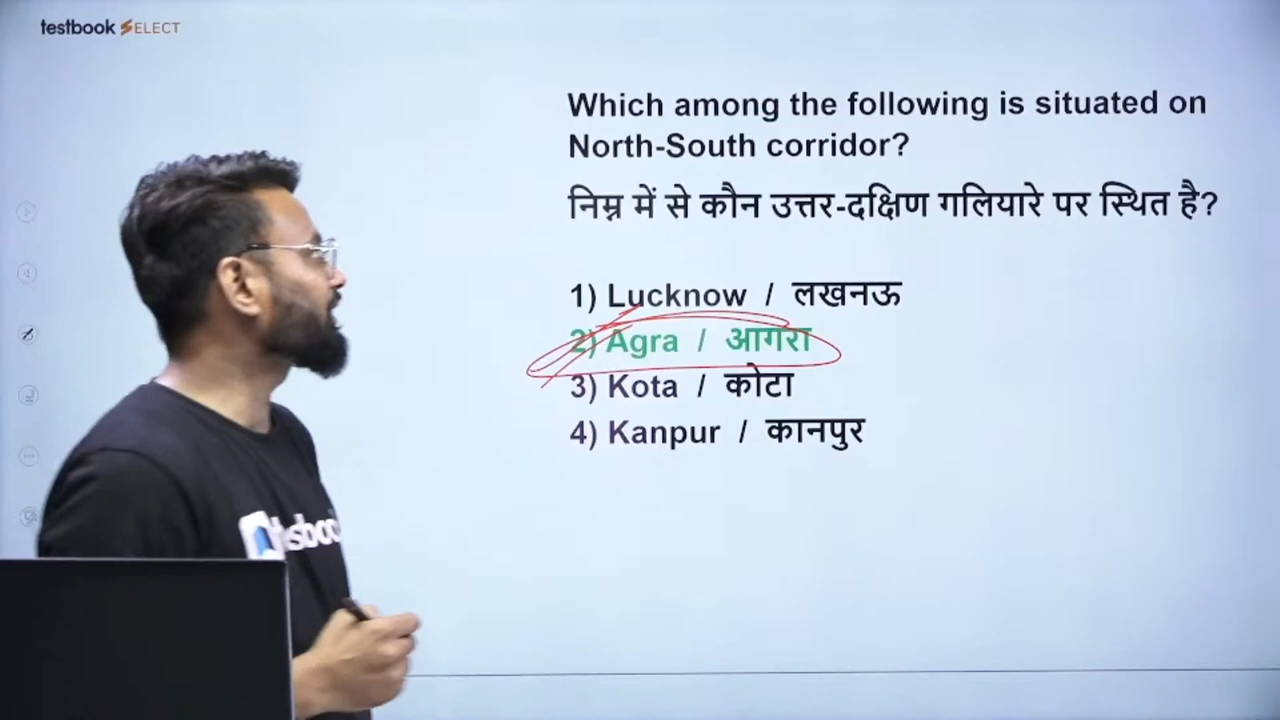 testbook SELECT
Which among the following is situated on
North-South corridor?
निम्न में से कौन उत्तर-दक्षिण गलियारे पर स्थित है?
1) Lucknow / लखनऊ
2) Agra / आगरा
3) Kota / कोटा
4) Kanpur / कानपुर